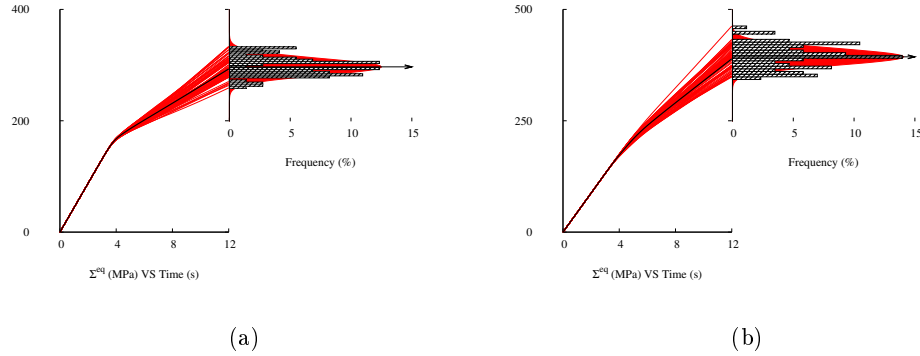 400
200
0
0 4 8 12
Σ^eq (MPa) VS Time (s)
0 5 10 15
Frequency (%)
(a)
500
250
0
0 4 8 12
Σ^eq (MPa) VS Time (s)
0 5 10 15
Frequency (%)
(b)